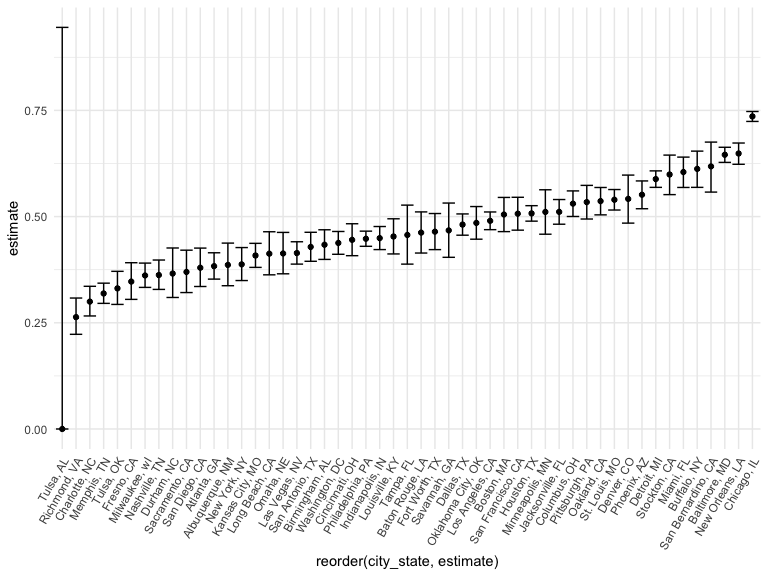 0.75
0.50
0.25
0.00
estimate
Tulsa, AL
Richmond, VA
Charlotte, NC
Memphis, TN
Tulsa, OK
Fresno, CA
Milwaukee, wI
Nashville, TN
Durham, NC
Sacramento, CA
San Diego, CA
Atlanta, GA
Albuquerque, NM
New York, NY
Kansas City, MO
Long Beach, CA
Omaha, NE
Las Vegas, NV
San Antonio, TX
Birmingham, AL
Washington, DC
Cincinnati, OH
Philadelphia, PA
Indianapolis, IN
Louisville, KY
Tampa, FL
Baton Rouge, LA
Fort Worth, TX
Savannah, GA
Dallas, TX
Oklahoma City, OK
Los Angeles, CA
Boston, MA
San Francisco, CA
Houston, TX
Minneapolis, MN
Jacksonville, FL
Columbus, OH
Pittsburgh, PA
Oakland, CA
St. Louis, MO
Denver, CO
Phoenix, AZ
Detroit, MI
Stockton, CA
Miami, FL
Buffalo, NY
San Bernardino, CA
Baltimore, MD
New Orleans, LA
Chicago, IL
reorder(city_state, estimate)